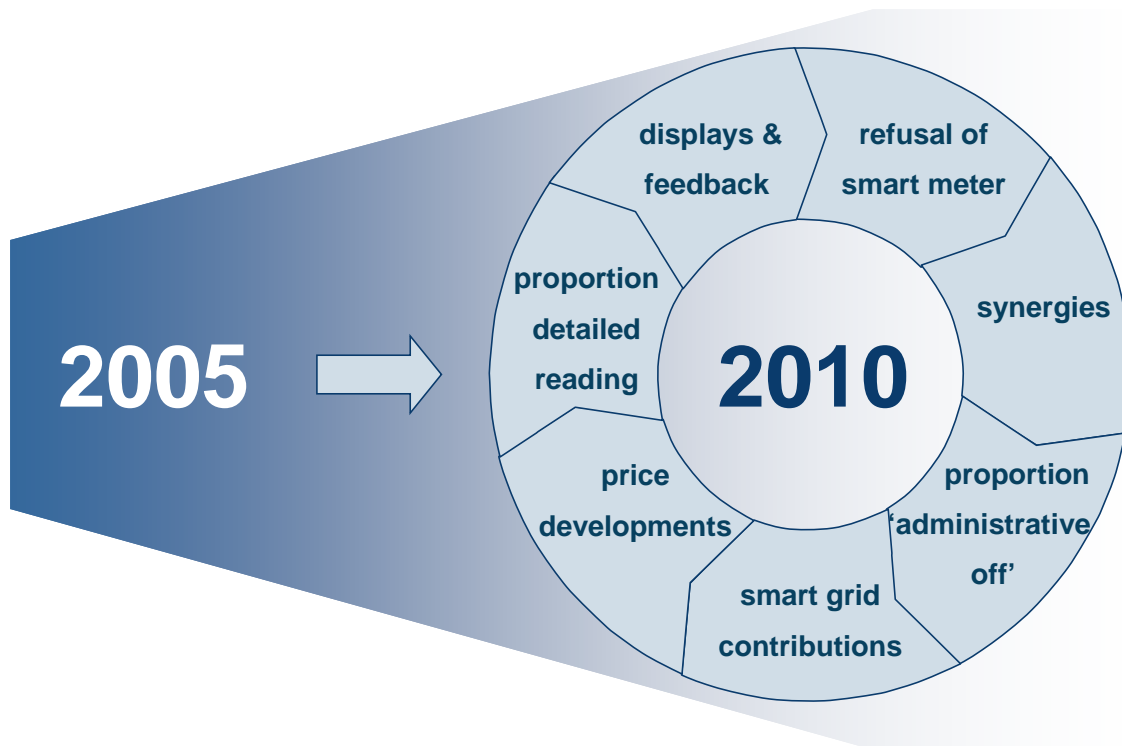 2005
2010
displays &
feedback
refusal of
smart meter
synergies
proportion
‘administrative
off’
smart grid
contributions
price
developments
proportion
detailed
reading